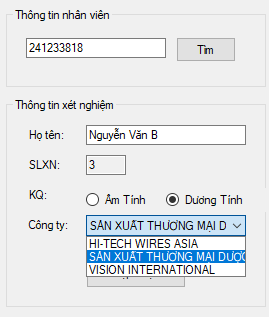 Thông tin nhân viên
241233818
Tìm
Thông tin xét nghiệm
Họ tên:
Nguyễn Văn B
SLXN:
3
KQ:
Âm Tính
Dương Tính
Công ty:
SẢN XUẤT THƯƠNG MẠI D
HI-TECH WIRES ASIA
SẢN XUẤT THƯƠNG MẠI DƯỢC
VISION INTERNATIONAL